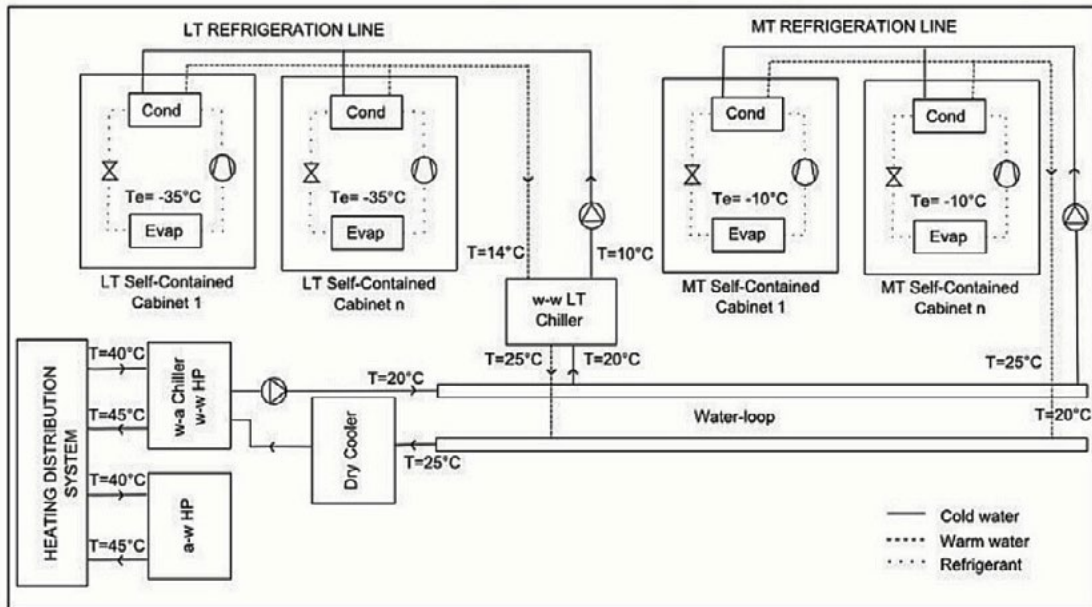 LT REFRIGERATION LINE
MT REFRIGERATION LINE
Cond
Te= -35°C
Evap
LT Self-Contained
Cabinet 1
Cond
Te= -35°C
Evap
LT Self-Contained
Cabinet n
T=14°C
T=10°C
w-w LT
Chiller
T=25°C
T=20°C
Cond
Te= -10°C
Evap
MT Self-Contained
Cabinet 1
Cond
Te= -10°C
Evap
MT Self-Contained
Cabinet n
T=25°C
T=20°C
HEATING DISTRIBUTION
SYSTEM
T=40°C
T=45°C
w-a Chiller
w-w HP
T=40°C
T=45°C
a-w HP
T=20°C
Dry Cooler
T=25°C
Water-loop
Cold water
Warm water
Refrigerant